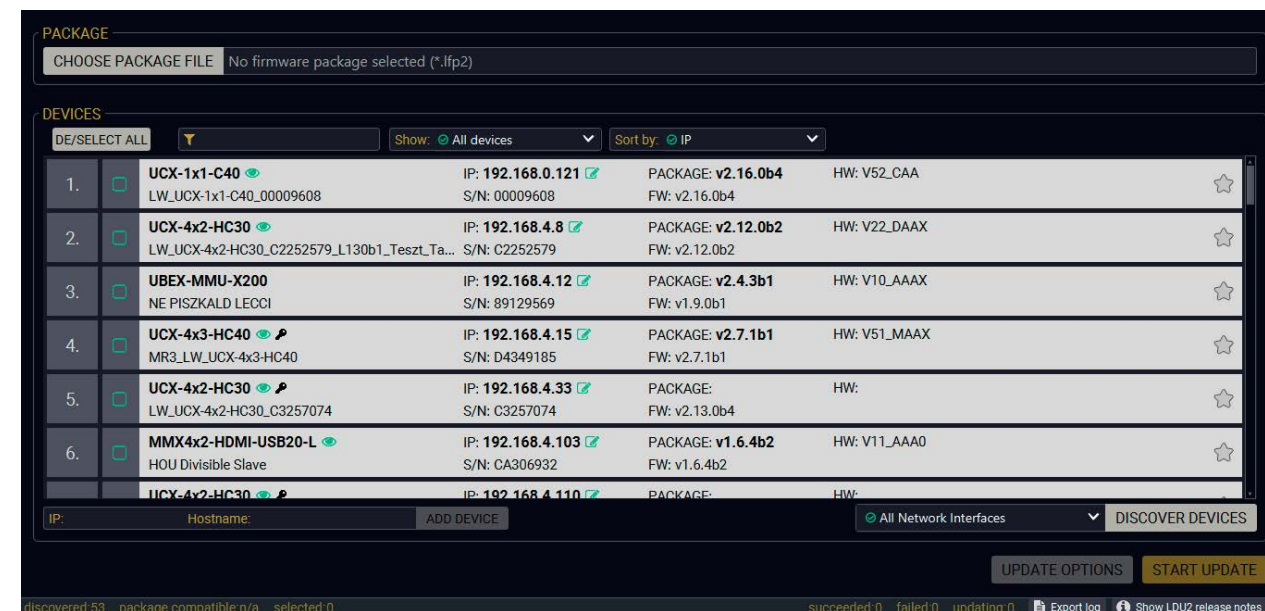 PACKAGE
CHOOSE PACKAGE FILE No firmware package selected (*.lfp2)
DEVICES
DE/SELECT ALL Show: All devices Sort by: IP
1. UCX-1x1-C40 IP: 192.168.0.121 PACKAGE: v2.16.0b4 HW: V52_CAA
LW_UCX-1x1-C40_00009608 S/N: 00009608 FW: v2.16.0b4
2. UCX-4x2-HC30 IP: 192.168.4.8 PACKAGE: v2.12.0b2 HW: V22_DAAX
LW_UCX-4x2-HC30_C2252579_L130b1_Teszt_Ta... S/N: C2252579 FW: v2.12.0b2
3. UBEX-MMU-X200 IP: 192.168.4.12 PACKAGE: v2.4.3b1 HW: V10_AAAX
NE PISZKALD LECCI S/N: 89129569 FW: v1.9.0b1
4. UCX-4x3-HC40 IP: 192.168.4.15 PACKAGE: v2.7.1b1 HW: V51_MAAX
MR3_LW_UCX-4x3-HC40 S/N: D4349185 FW: v2.7.1b1
5. UCX-4x2-HC30 IP: 192.168.4.33 PACKAGE: HW:
LW_UCX-4x2-HC30_C3257074 S/N: C3257074 FW: v2.13.0b4
6. MMX4x2-HDMI-USB20-L IP: 192.168.4.103 PACKAGE: v1.6.4b2 HW: V11_AAA0
HOU Divisible Slave S/N: CA306932 FW: v1.6.4b2
UCX-4x2-HC30 IP: 192.168.4.110 PACKAGE: HW:
IP: Hostname: ADD DEVICE All Network Interfaces DISCOVER DEVICES
UPDATE OPTIONS START UPDATE
discovered:53 package compatible:n/a selected:0 succeeded:0 failed:0 updating:0 Export log Show LDU2 release notes